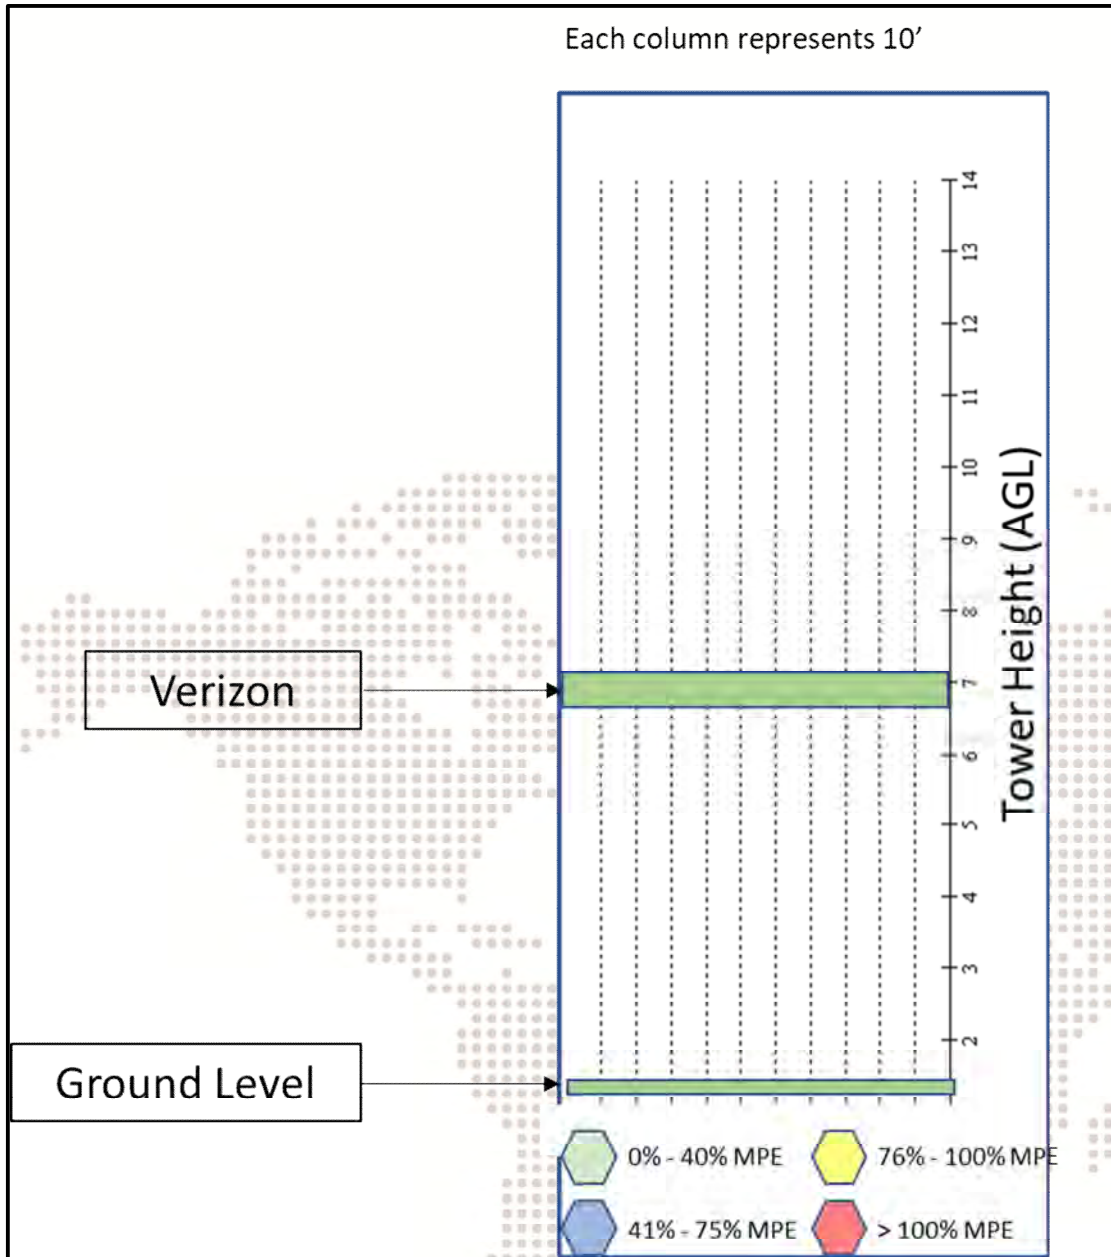 Each column represents 10’
14
13
12
11
10
9
8
7
6
5
4
3
2
Tower Height (AGL)
Verizon
Ground Level
0% - 40% MPE
76% - 100% MPE
41% - 75% MPE
> 100% MPE